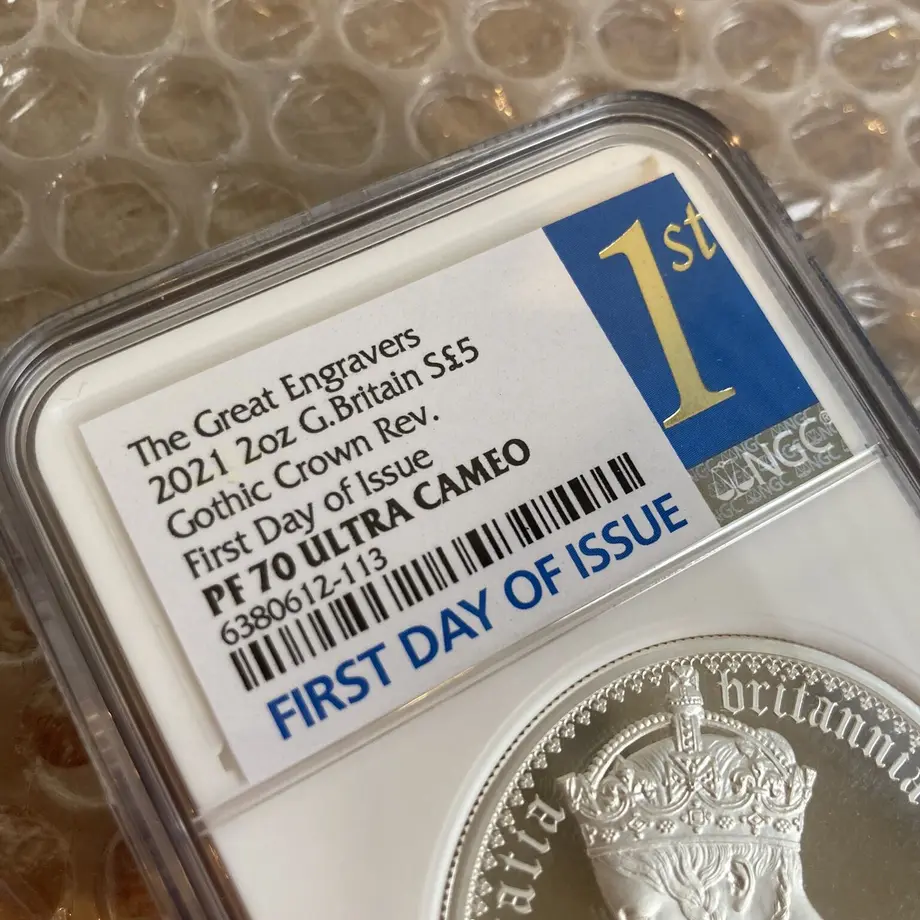 The Great Engravers
2021 2oz G.Britain S£5
Gothic Crown Rev.
First Day of Issue
PF 70 ULTRA CAMEO
6380612-113
FIRST DAY OF ISSUE
1st
NGC
britannia
atia